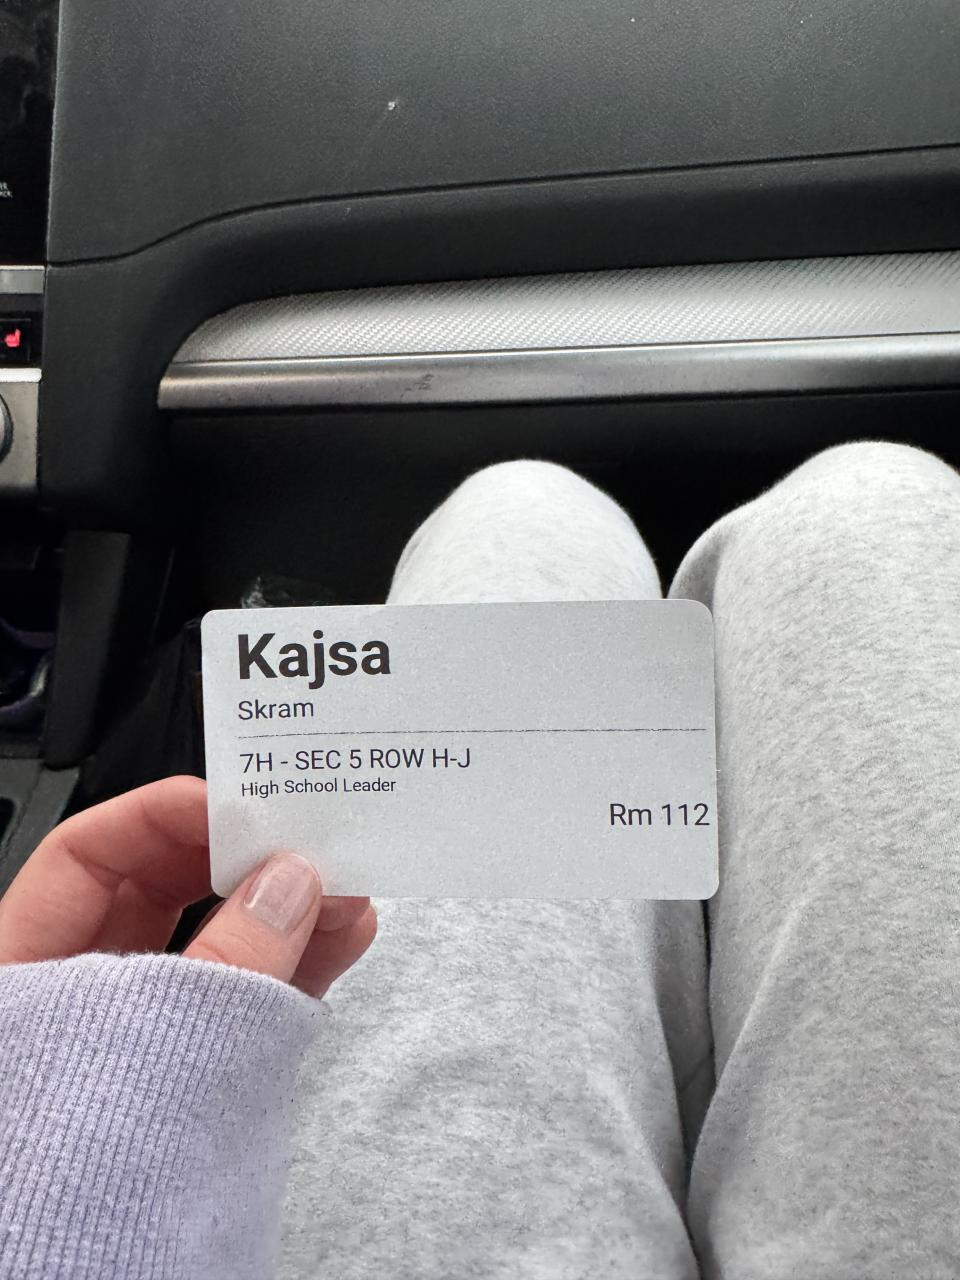 Kajsa
Skram
7H - SEC 5 ROW H-J
High School Leader
Rm 112